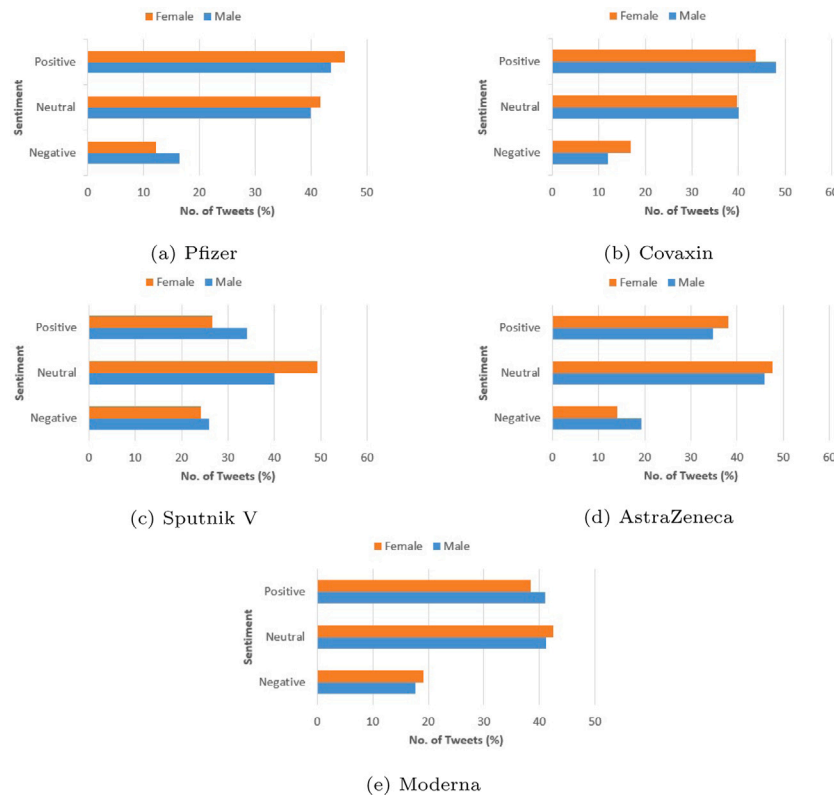 Female Male
Female Male
Sentiment
Positive
Neutral
Negative
0 10 20 30 40 50
No. of Tweets (%)
(a) Pfizer
Sentiment
Positive
Neutral
Negative
0 10 20 30 40 50 60
No. of Tweets (%)
(b) Covaxin
Female Male
Sentiment
Positive
Neutral
Negative
0 10 20 30 40 50 60
No. of Tweets (%)
(c) Sputnik V
Female Male
Sentiment
Positive
Neutral
Negative
0 10 20 30 40 50 60
No. of Tweets (%)
(d) AstraZeneca
Female Male
Sentiment
Positive
Neutral
Negative
0 10 20 30 40 50
No. of Tweets (%)
(e) Moderna